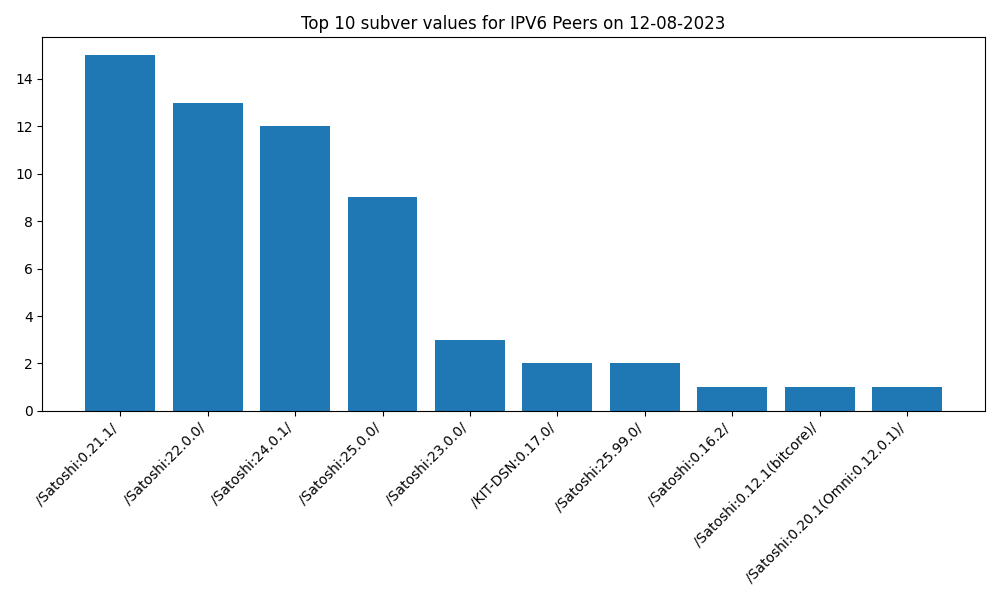 Top 10 subver values for IPV6 Peers on 12-08-2023
14
12
10
8
6
4
2
0
/Satoshi:0.21.1/
/Satoshi:22.0.0/
/Satoshi:24.0.1/
/Satoshi:25.0.0/
/Satoshi:23.0.0/
/KIT-DSN:0.17.0/
/Satoshi:25.99.0/
/Satoshi:0.16.2/
/Satoshi:0.12.1(bitcore)/
/Satoshi:0.20.1(Omni:0.12.0.1)/